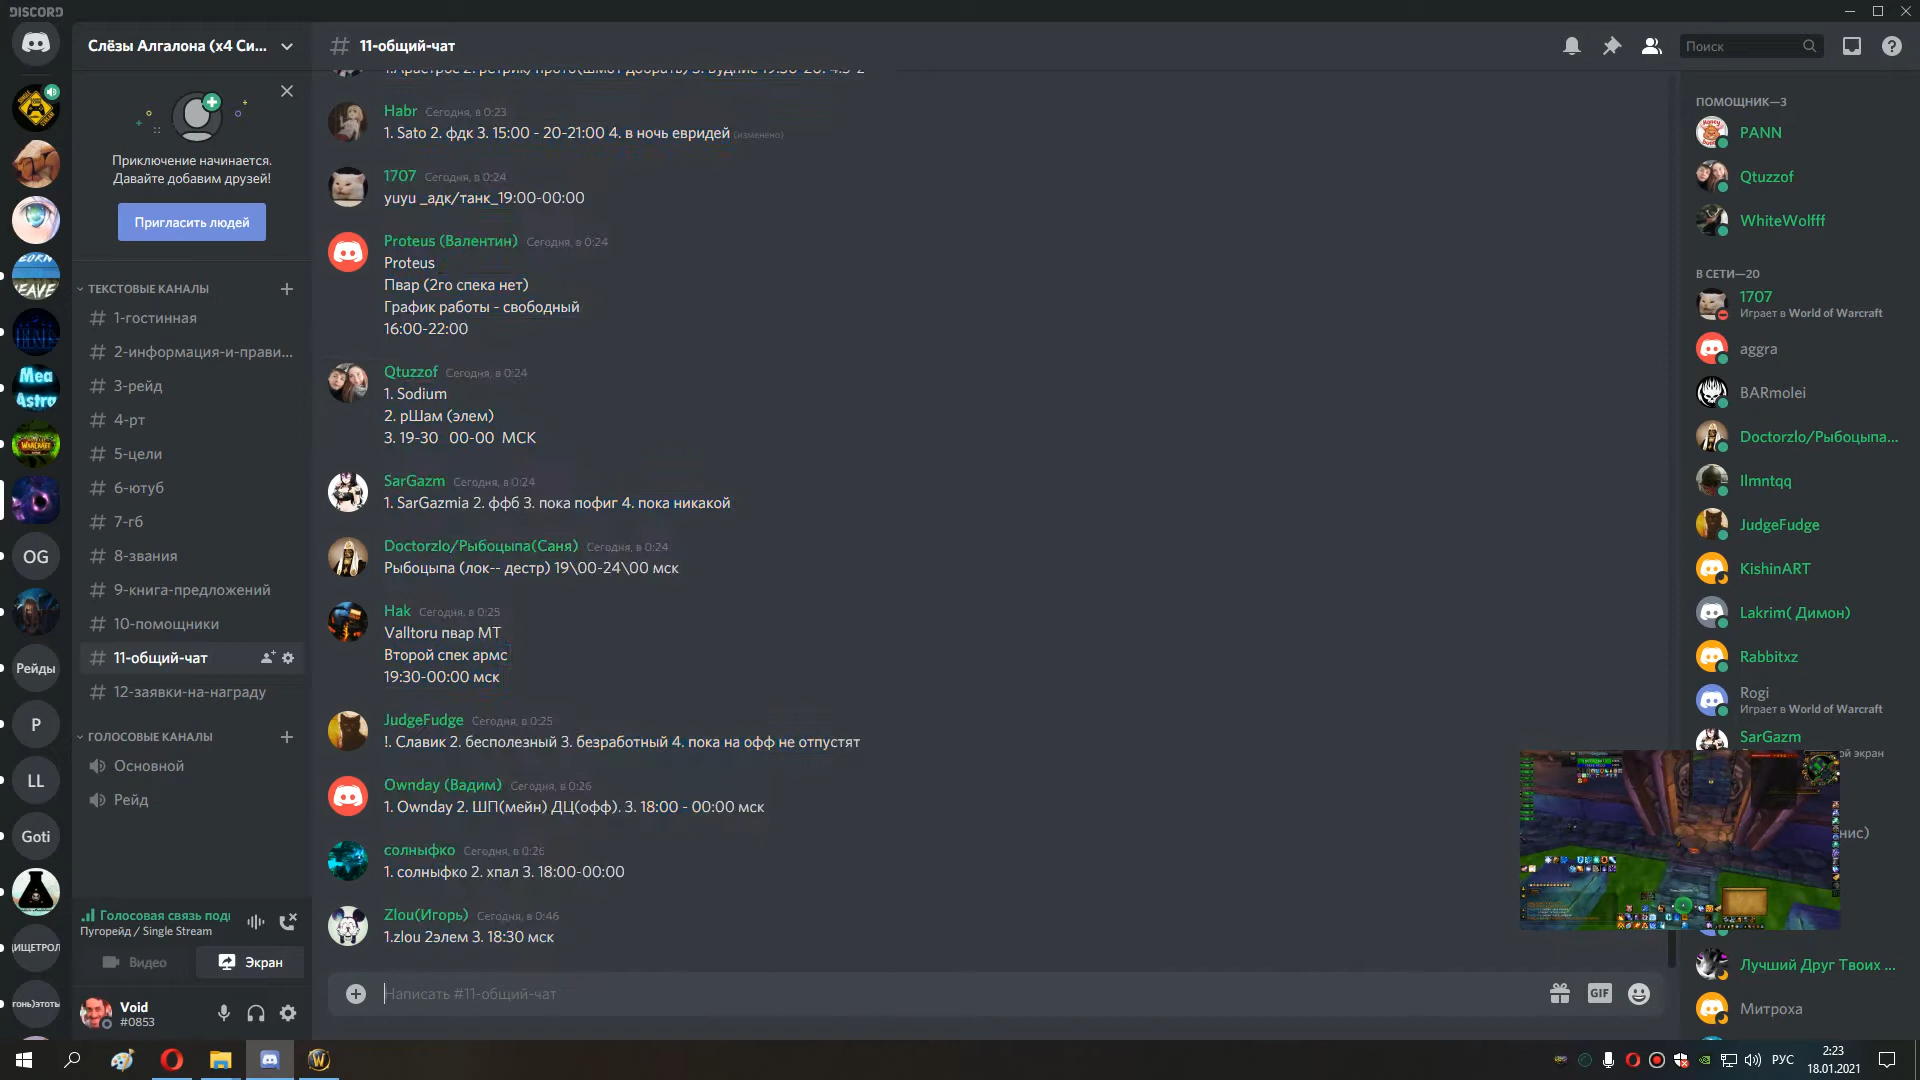 DISCORD
Слёзы Алгалона (x4 Си...
11-общий-чат
Поиск
Приключение начинается.
Давайте добавим друзей!
Пригласить людей
ТЕКСТОВЫЕ КАНАЛЫ
1-гостинная
2-информация-и-прави...
3-рейд
4-рт
5-цели
6-ютуб
7-гб
8-звания
9-книга-предложений
10-помощники
11-общий-чат
12-заявки-на-награду
ГОЛОСОВЫЕ КАНАЛЫ
Основной
Рейд
Mea
Astra
OG
Рейды
P
LL
Goti
ИЩЕТРОЛ
гонь)этоть
Голосовая связь под
Пугорейд / Single Stream
Видео
Экран
Void
#0853
Habr Сегодня, в 0:23
1. Sato 2. фдк 3. 15:00 - 20-21:00 4. в ночь евридей (изменено)
1707 Сегодня, в 0:24
yuyu _адк/танк_19:00-00:00
Proteus (Валентин) Сегодня, в 0:24
Proteus
Пвар (2го спека нет)
График работы - свободный
16:00-22:00
Qtuzzof Сегодня, в 0:24
1. Sodium
2. рШам (элем)
3. 19-30 00-00 МСК
SarGazm Сегодня, в 0:24
1. SarGazmia 2. ффб 3. пока пофиг 4. пока никакой
Doctorzlo/Рыбоцыпа(Саня) Сегодня, в 0:24
Рыбоцыпа (лок-- дестр) 19\00-24\00 мск
Hak Сегодня, в 0:25
Valltoru пвар МТ
Второй спек армс
19:30-00:00 мск
JudgeFudge Сегодня, в 0:25
!. Славик 2. бесполезный 3. безработный 4. пока на офф не отпустят
Ownday (Вадим) Сегодня, в 0:26
1. Ownday 2. ШП(мейн) ДЦ(офф). 3. 18:00 - 00:00 мск
солныфко Сегодня, в 0:26
1. солныфко 2. хпал 3. 18:00-00:00
Zlou(Игорь) Сегодня, в 0:46
1.zlou 2элем 3. 18:30 мск
Написать #11-общий-чат
GIF
ПОМОЩНИК—3
PANN
Qtuzzof
WhiteWolfff
В СЕТИ—20
1707
Играет в World of Warcraft
aggra
BARmolei
Doctorzlo/Рыбоцыпа...
Ilmntqq
JudgeFudge
KishinART
Lakrim( Димон)
Rabbitxz
Rogi
Играет в World of Warcraft
SarGazm
ой экран
нис)
Лучший Друг Твоих ...
Митроха
РУС
2:23
18.01.2021